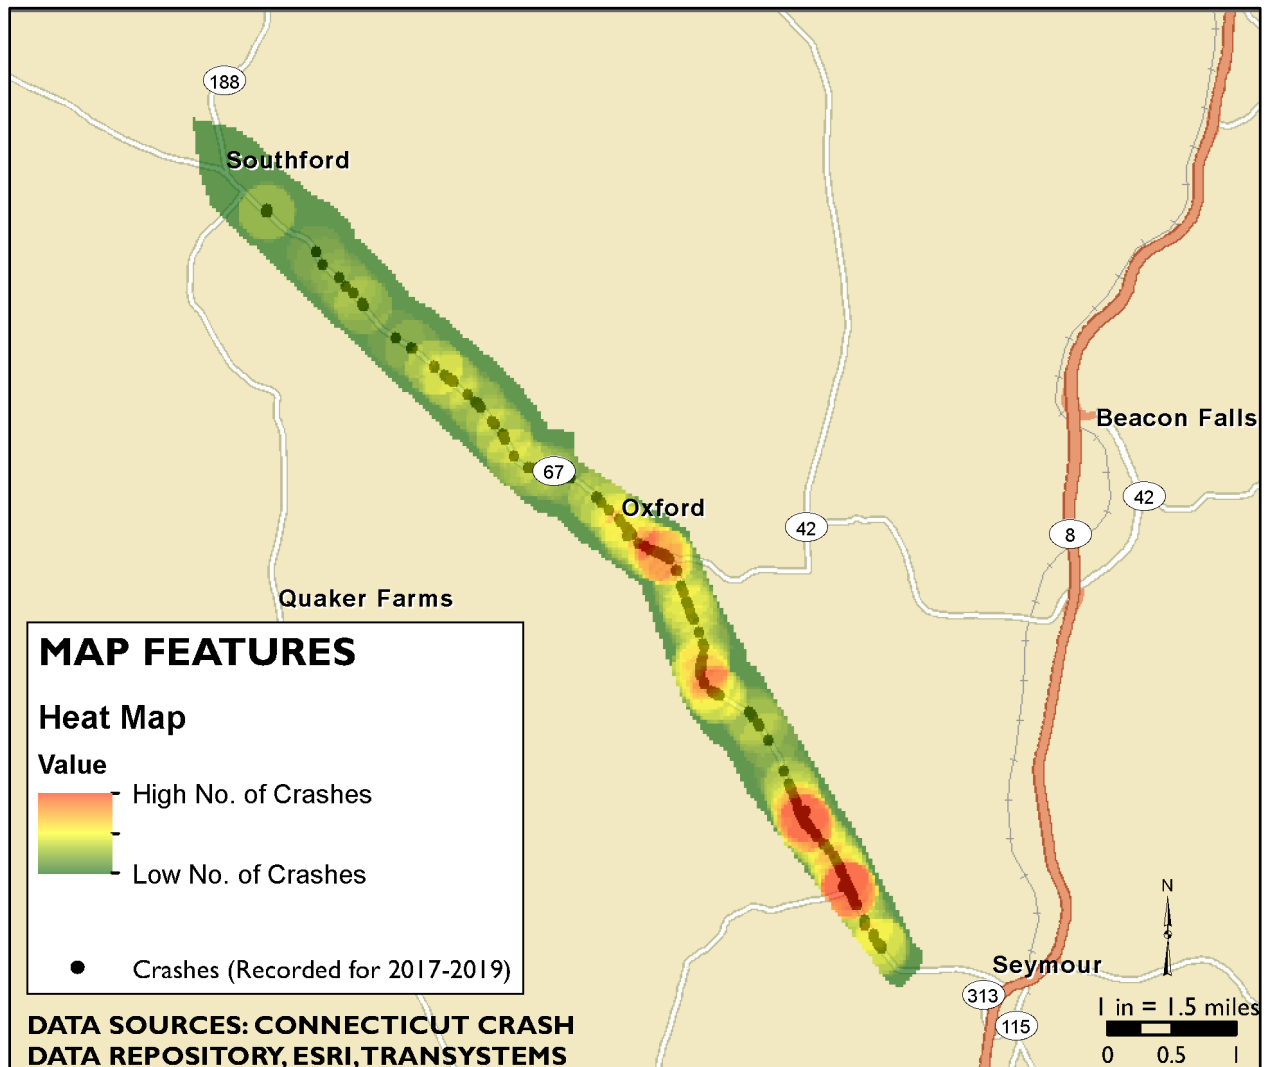 188
Southford
Beacon Falls
67
42
Oxford
42
8
Quaker Farms
MAP FEATURES
Heat Map
Value
High No. of Crashes
Low No. of Crashes
Crashes (Recorded for 2017-2019)
N
Seymour
313
1 in = 1.5 miles
115
0 0.5 1
DATA SOURCES: CONNECTICUT CRASH
DATA REPOSITORY, ESRI, TRANSYSTEMS